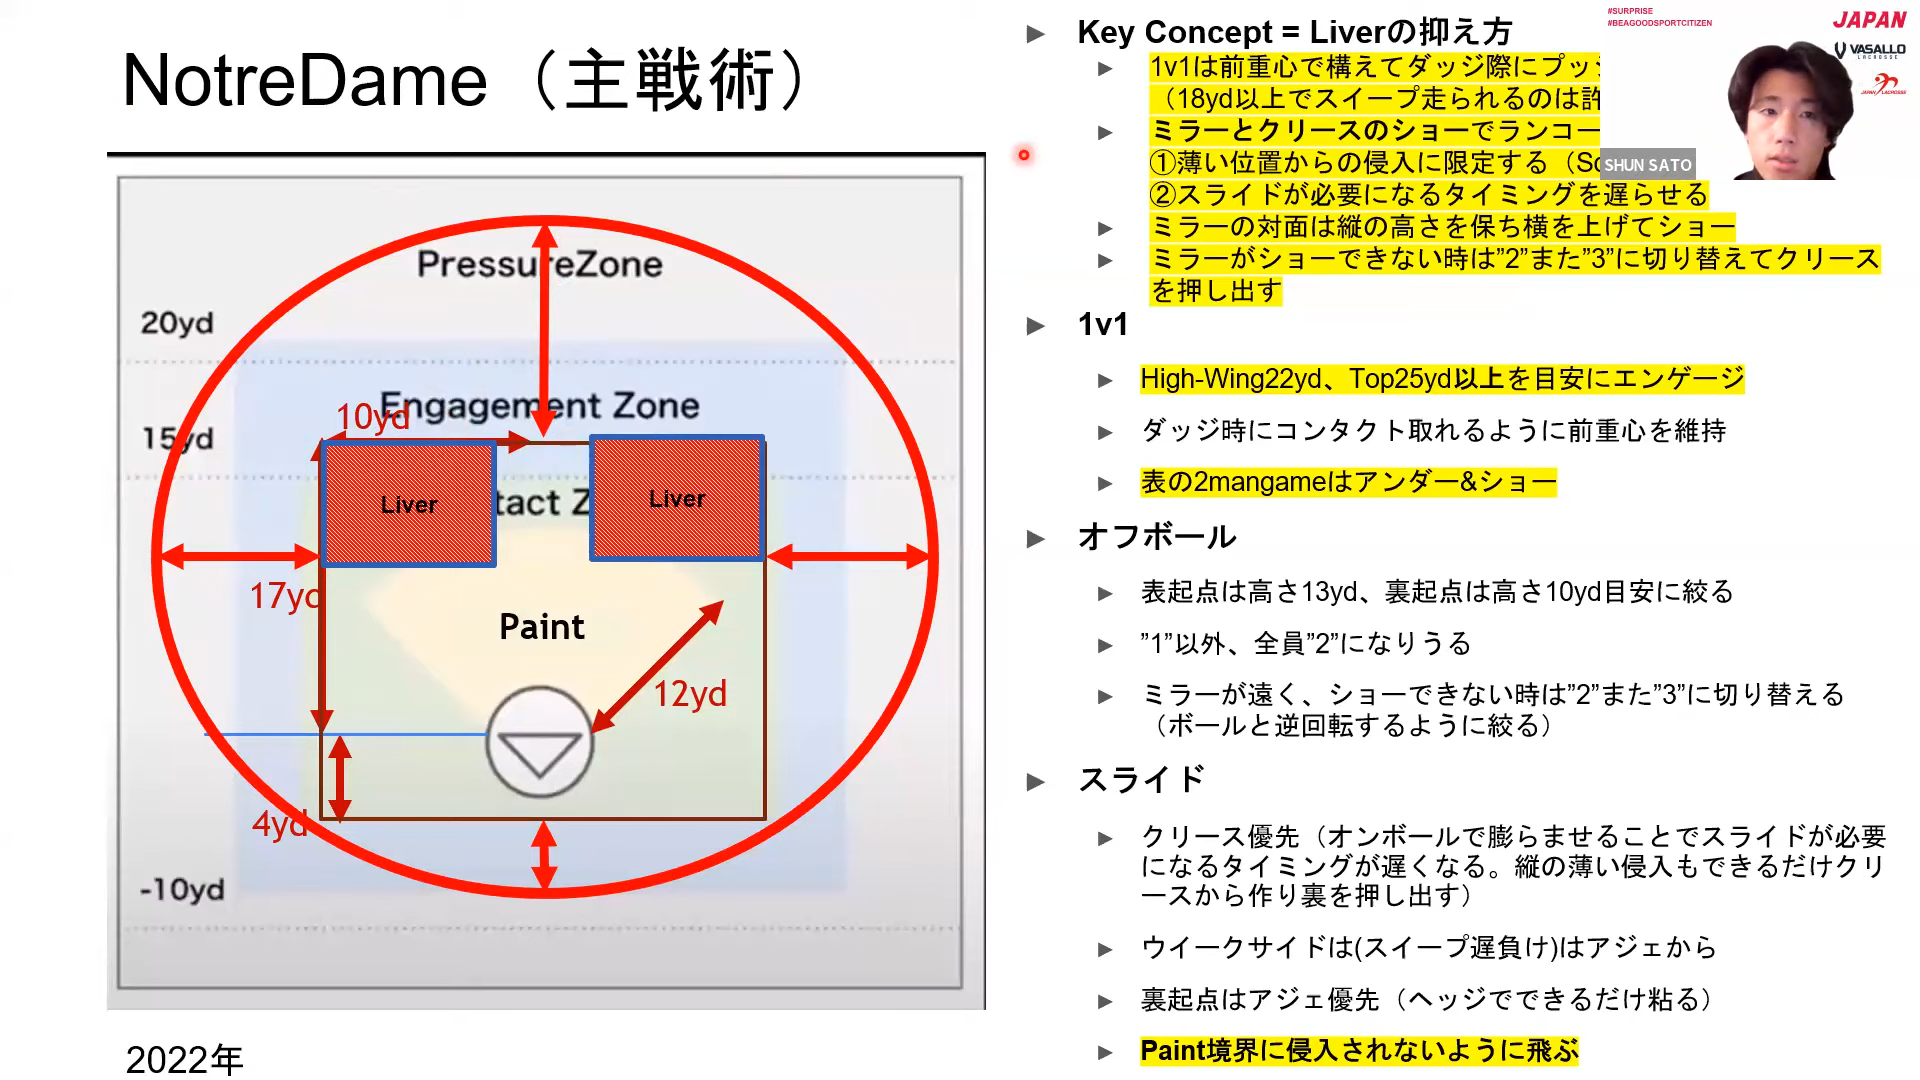 NotreDame（主戦術）
PressureZone
20yd
Engagement Zone
10yd
15yd
Liver
tact Z
Liver
17yd
Paint
12yd
4yd
-10yd
2022年
Key Concept = Liverの抑え方
1v1は前重心で構えてダッジ際にプッ
（18yd以上でスイープ走られるのは許
ミラーとクリースのショーでランコー
①薄い位置からの侵入に限定する（
②スライドが必要になるタイミングを遅らせる
ミラーの対面は縦の高さを保ち横を上げてショー
ミラーがショーできない時は”2”また”3”に切り替えてクリース
を押し出す
1v1
High-Wing22yd、Top25yd以上を目安にエンゲージ
ダッジ時にコンタクト取れるように前重心を維持
表の2mangameはアンダー&ショー
オフボール
表起点は高さ13yd、裏起点は高さ10yd目安に絞る
”1”以外、全員”2”になりうる
ミラーが遠く、ショーできない時は”2”また”3”に切り替える
（ボールと逆回転するように絞る）
スライド
クリース優先（オンボールで膨らませることでスライドが必要
になるタイミングが遅くなる。縦の薄い侵入もできるだけクリ
ースから作り裏を押し出す）
ウイークサイドは(スイープ遅負け)はアジェから
裏起点はアジェ優先（ヘッジでできるだけ粘る）
Paint境界に侵入されないように飛ぶ
#SURPRISE
#BEAGOODSPORTCITIZEN
JAPAN
VASALLO
LACROSSE
JAPAN LACROSSE
SHUN SATO